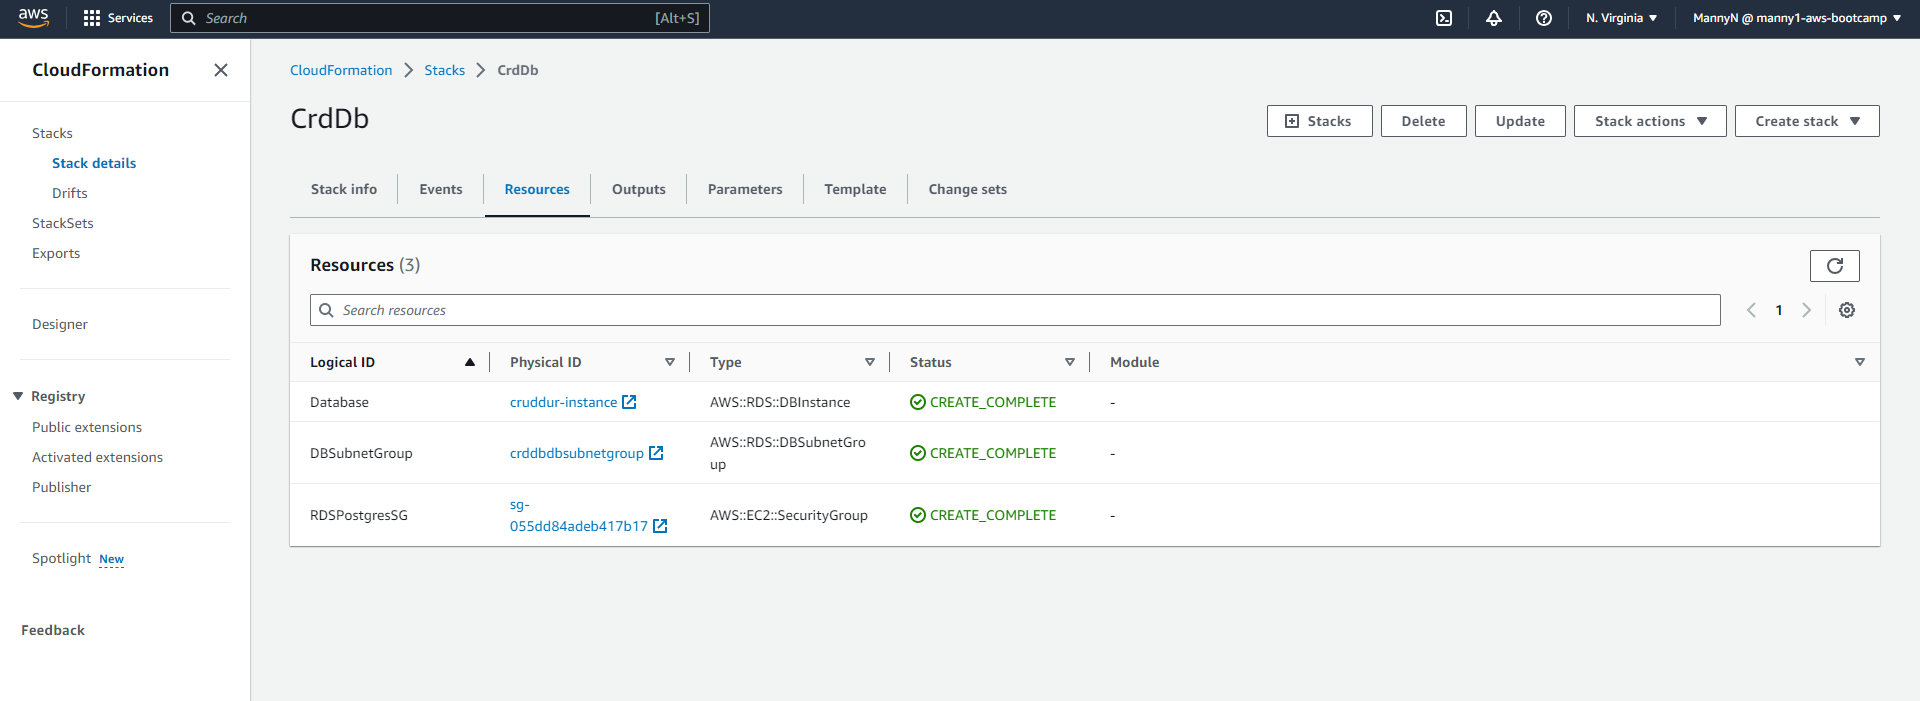 aws
Services
Search
[Alt+S]
N. Virginia
MannyN @ manny1-aws-bootcamp
CloudFormation
Stacks
Stack details
Drifts
StackSets
Exports
Designer
Registry
Public extensions
Activated extensions
Publisher
Spotlight New
Feedback
CloudFormation
Stacks
CrdDb
CrdDb
Stacks
Delete
Update
Stack actions
Create stack
Stack info
Events
Resources
Outputs
Parameters
Template
Change sets
Resources (3)
Search resources
1
Logical ID
Physical ID
Type
Status
Module
Database
cruddur-instance
AWS::RDS::DBInstance
CREATE_COMPLETE
-
DBSubnetGroup
crddbdbsubnetgroup
AWS::RDS::DBSubnetGro
up
CREATE_COMPLETE
-
RDSPostgresSG
sg-
055dd84adeb417b17
AWS::EC2::SecurityGroup
CREATE_COMPLETE
-